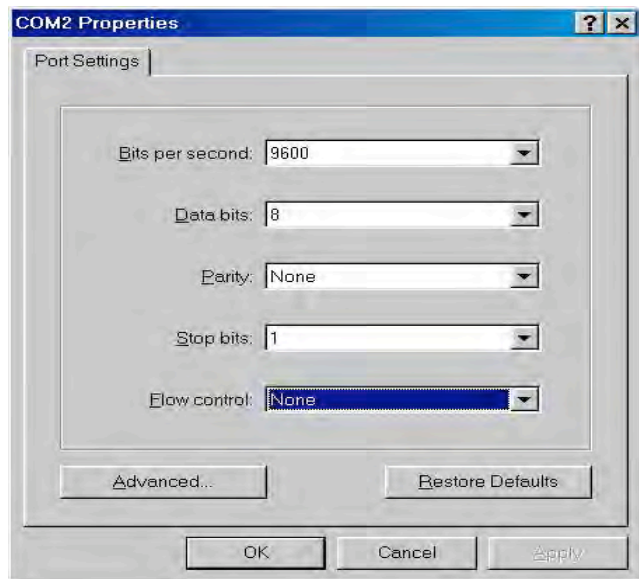 COM2 Properties
Port Settings
Bits per second: 9600
Data bits: 8
Parity: None
Stop bits: 1
Flow control: None
Advanced...
Restore Defaults
OK
Cancel
Apply